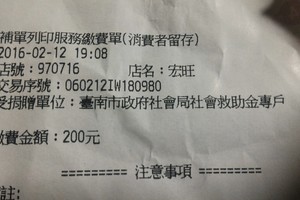 補單列印服務繳費單(消費者留存)
2016-02-12 19:08
店號：970716 店名：宏旺
交易序號：060212IW180980
受捐贈單位：臺南市政府社會局社會救助金專戶
繳費金額：200元
========= 注意事項 =========
註: